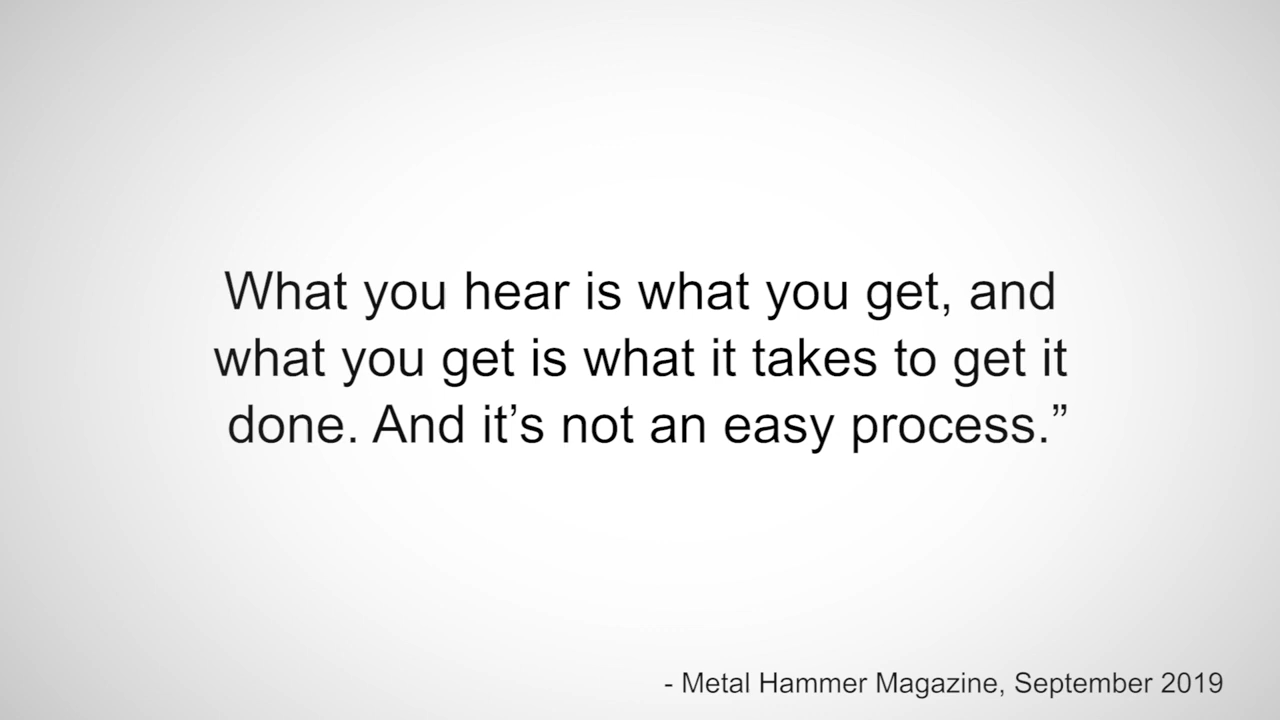 What you hear is what you get, and
what you get is what it takes to get it
done. And it’s not an easy process.”
- Metal Hammer Magazine, September 2019